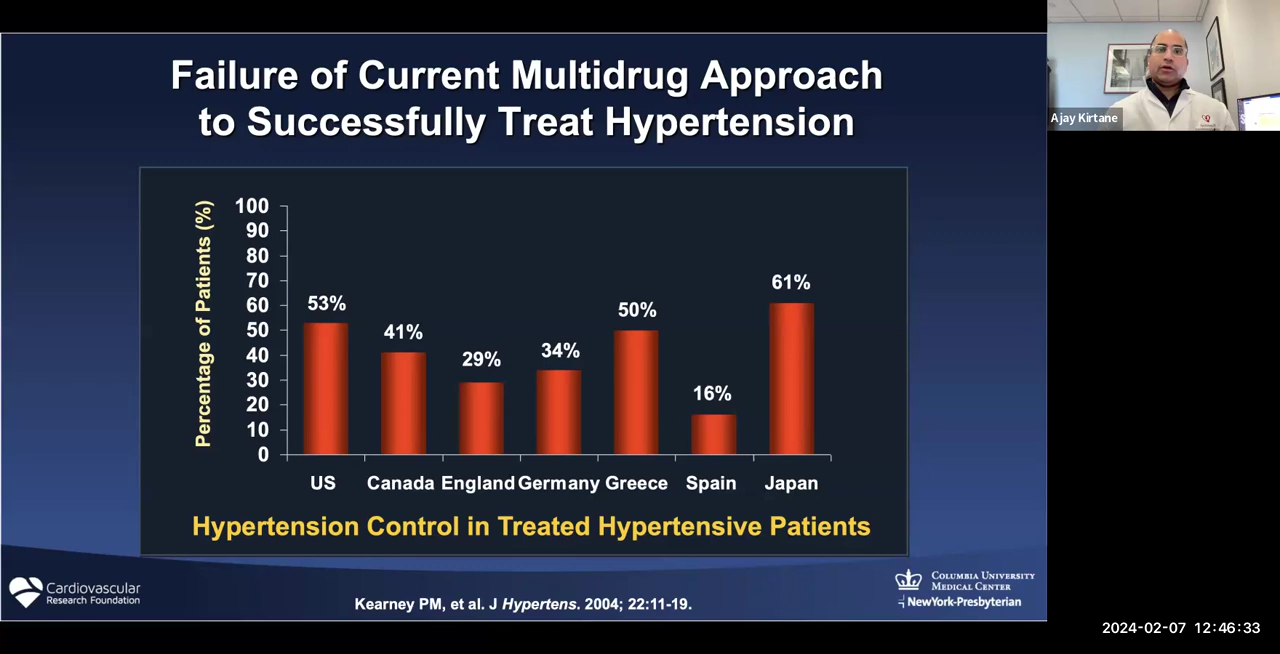 Failure of Current Multidrug Approach
to Successfully Treat Hypertension
Ajay Kirtane
Percentage of Patients (%)
100
90
80
70
60
50
40
30
20
10
0
53%
41%
29%
34%
50%
16%
61%
US Canada England Germany Greece Spain Japan
Hypertension Control in Treated Hypertensive Patients
Cardiovascular
Research Foundation
Kearney PM, et al. J Hypertens. 2004; 22:11-19.
COLUMBIA UNIVERSITY
MEDICAL CENTER
NewYork-Presbyterian
2024-02-07 12:46:33